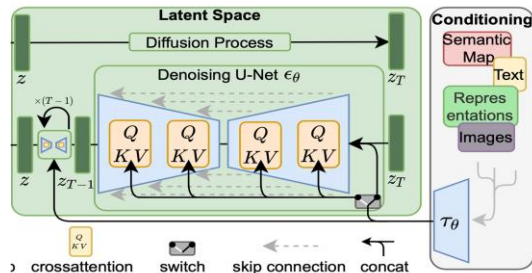 Latent Space
Conditioning
Diffusion Process
Semantic
Map
Text
Repres
entations
Images
z
z_T
Denoising U-Net ϵ_θ
×(T−1)
Q
KV
Q
KV
Q
KV
Q
KV
z
z_{T−1}
z_T
τ_θ
Q
KV
crossattention
switch
skip connection
concat